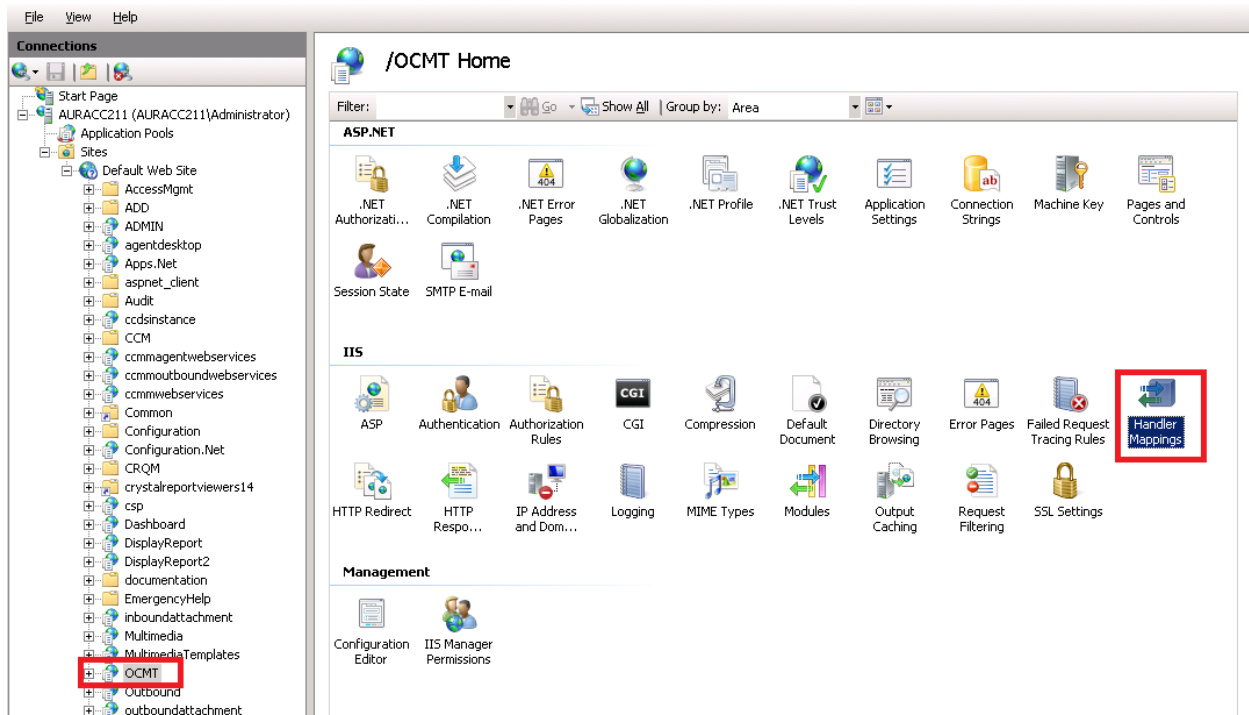 File View Help
Connections
Start Page
AURACC211 (AURACC211\Administrator)
Application Pools
Sites
Default Web Site
AccessMgmt
ADD
ADMIN
agentdesktop
Apps.Net
aspnet_client
Audit
ccdsinstance
CCM
ccmmagentwebservices
ccmmoutboundwebservices
ccmmwebservices
Common
Configuration
Configuration.Net
CRQM
crystalreportviewers14
csp
Dashboard
DisplayReport
DisplayReport2
documentation
EmergencyHelp
inboundattachment
Multimedia
MultimediaTemplates
OCMT
Outbound
outboundattachment
/OCMT Home
Filter: Go Show All Group by: Area
ASP.NET
404
ab
.NET Authorizati... .NET Compilation .NET Error Pages .NET Globalization .NET Profile .NET Trust Levels Application Settings Connection Strings Machine Key Pages and Controls
Session State SMTP E-mail
IIS
CGI
404
ASP Authentication Authorization Rules CGI Compression Default Document Directory Browsing Error Pages Failed Request Tracing Rules Handler Mappings
HTTP Redirect HTTP Respo... IP Address and Dom... Logging MIME Types Modules Output Caching Request Filtering SSL Settings
Management
Configuration Editor IIS Manager Permissions